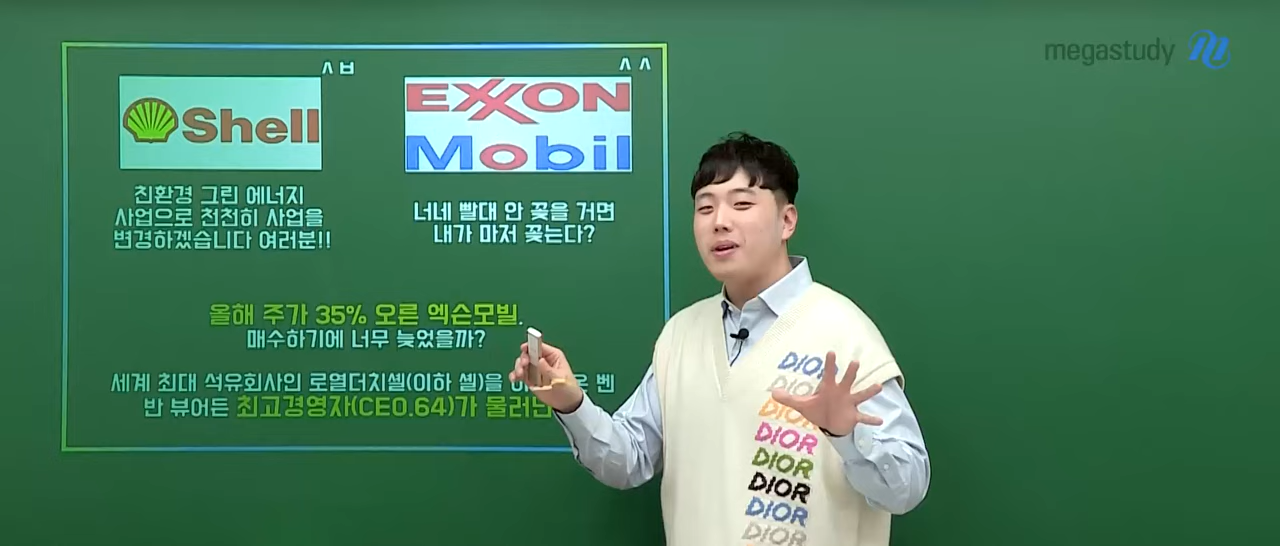 megastudy
ㅅㅂ
ㅅㅅ
Shell
EXXON
Mobil
친환경 그린 에너지
사업으로 천천히 사업을
변경하겠습니다 여러분!!
너네 빨대 안 꽂을 거면
내가 마저 꽂는다?
올해 주가 35% 오른 엑슨모빌.
매수하기에 너무 늦었을까?
세계 최대 석유회사인 로열더치셸(이하 셸)을 벤
반 뷰어든 최고경영자(CEO.64)가 물러난
DIOR
DIOR
DIOR
DIOR
DIOR
DIOR
DIOR
DIOR